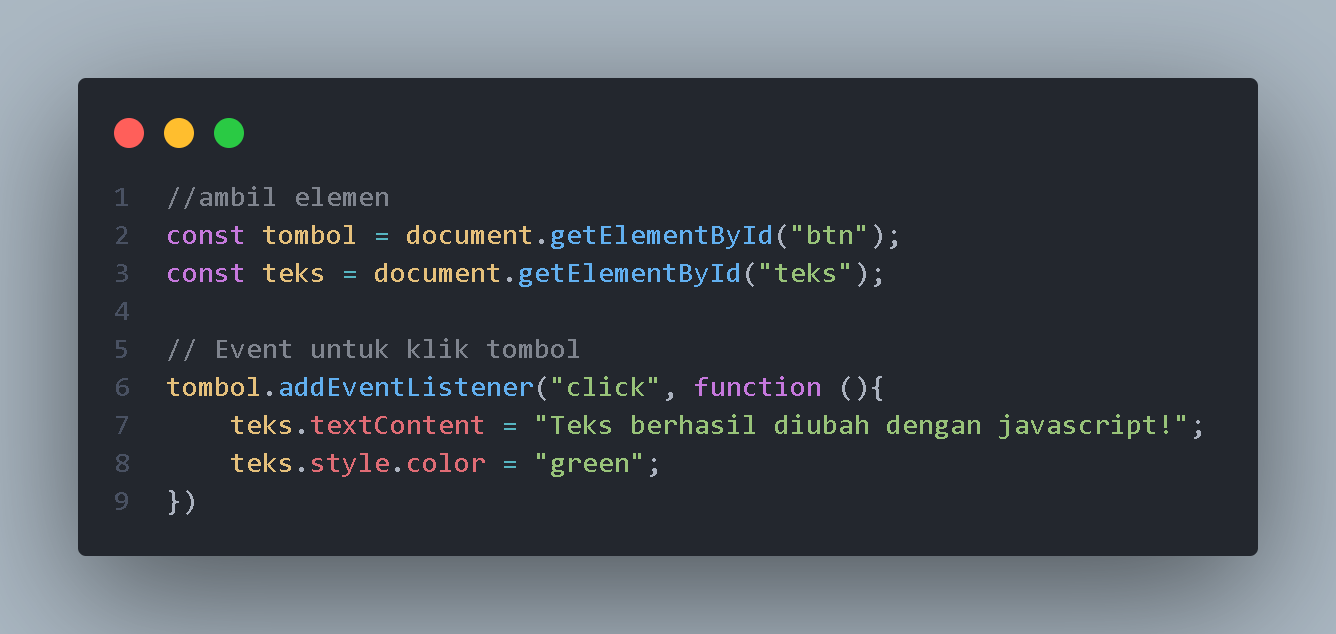 1 //ambil elemen
2 const tombol = document.getElementById("btn");
3 const teks = document.getElementById("teks");
4
5 // Event untuk klik tombol
6 tombol.addEventListener("click", function (){
7     teks.textContent = "Teks berhasil diubah dengan javascript!";
8     teks.style.color = "green";
9 })